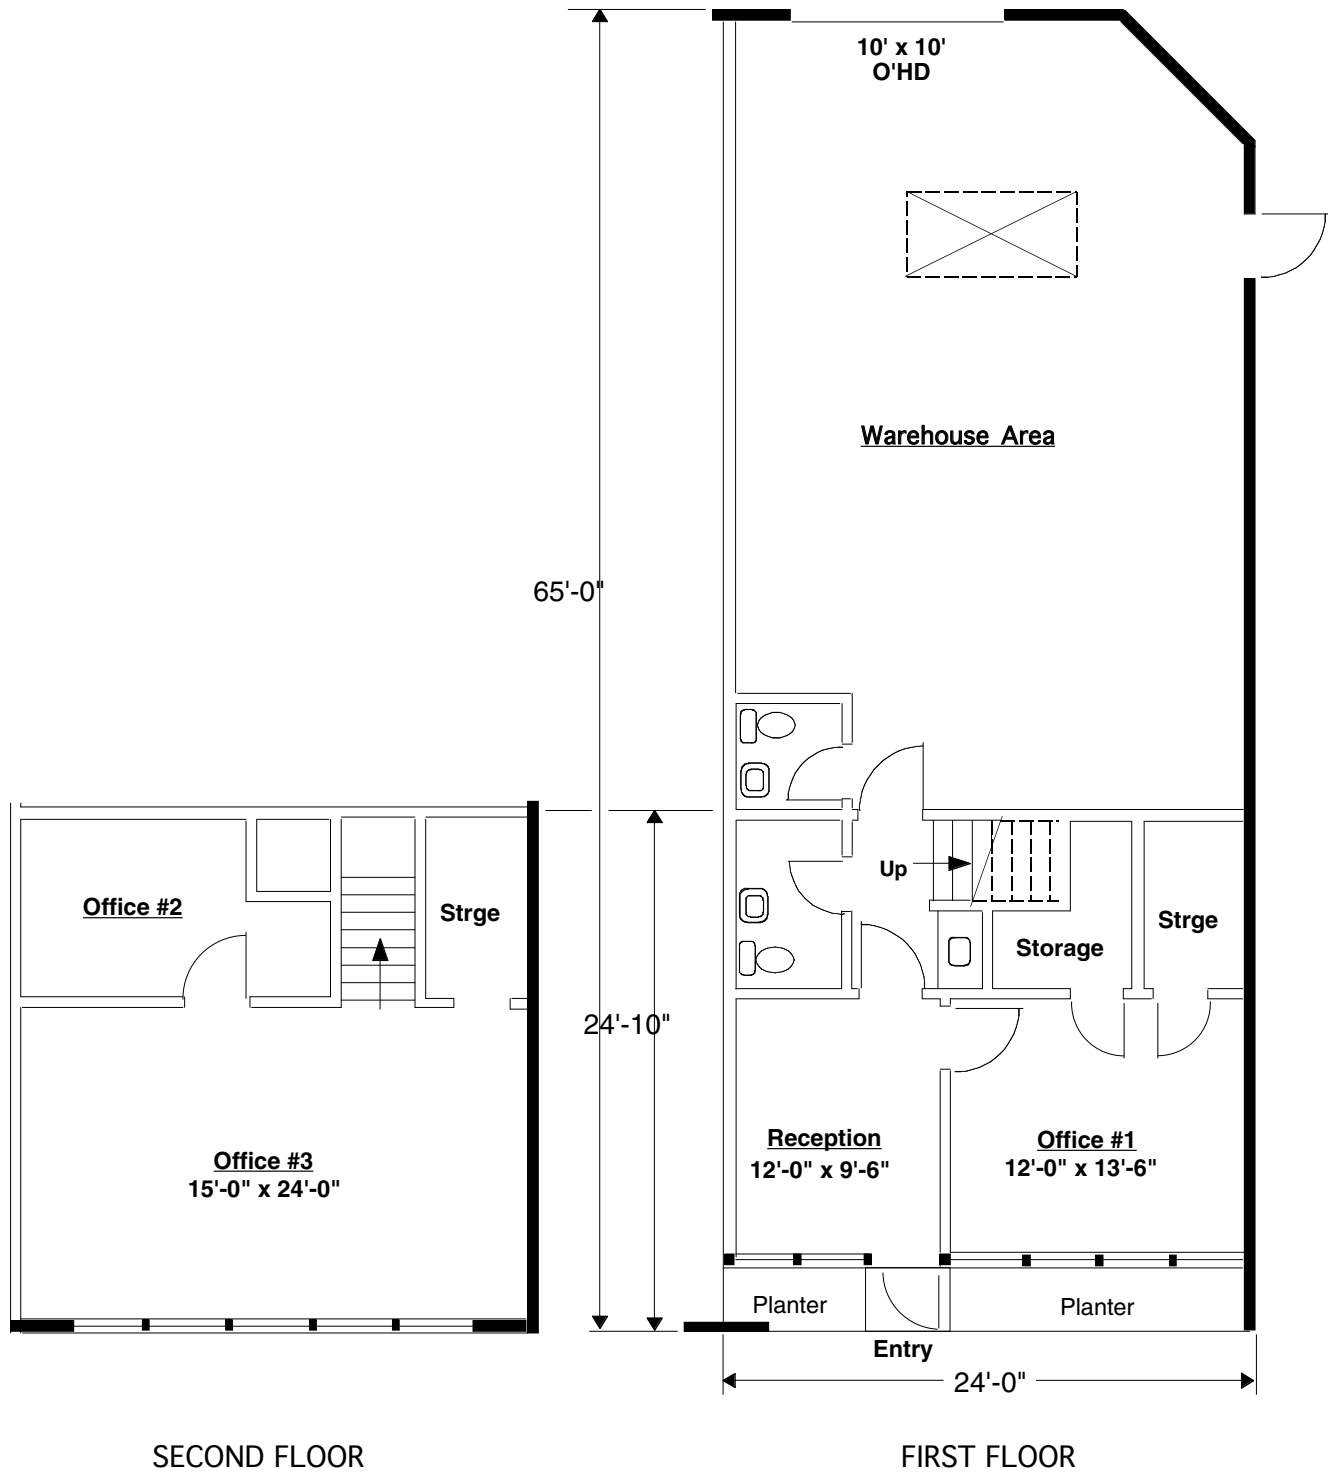 10' x 10'
O'HD
Warehouse Area
65'-0"
Up
Office #2
Strge
Strge
Storage
24'-10"
Reception
12'-0" x 9'-6"
Office #1
12'-0" x 13'-6"
Office #3
15'-0" x 24'-0"
Planter
Planter
Entry
24'-0"
SECOND FLOOR
FIRST FLOOR